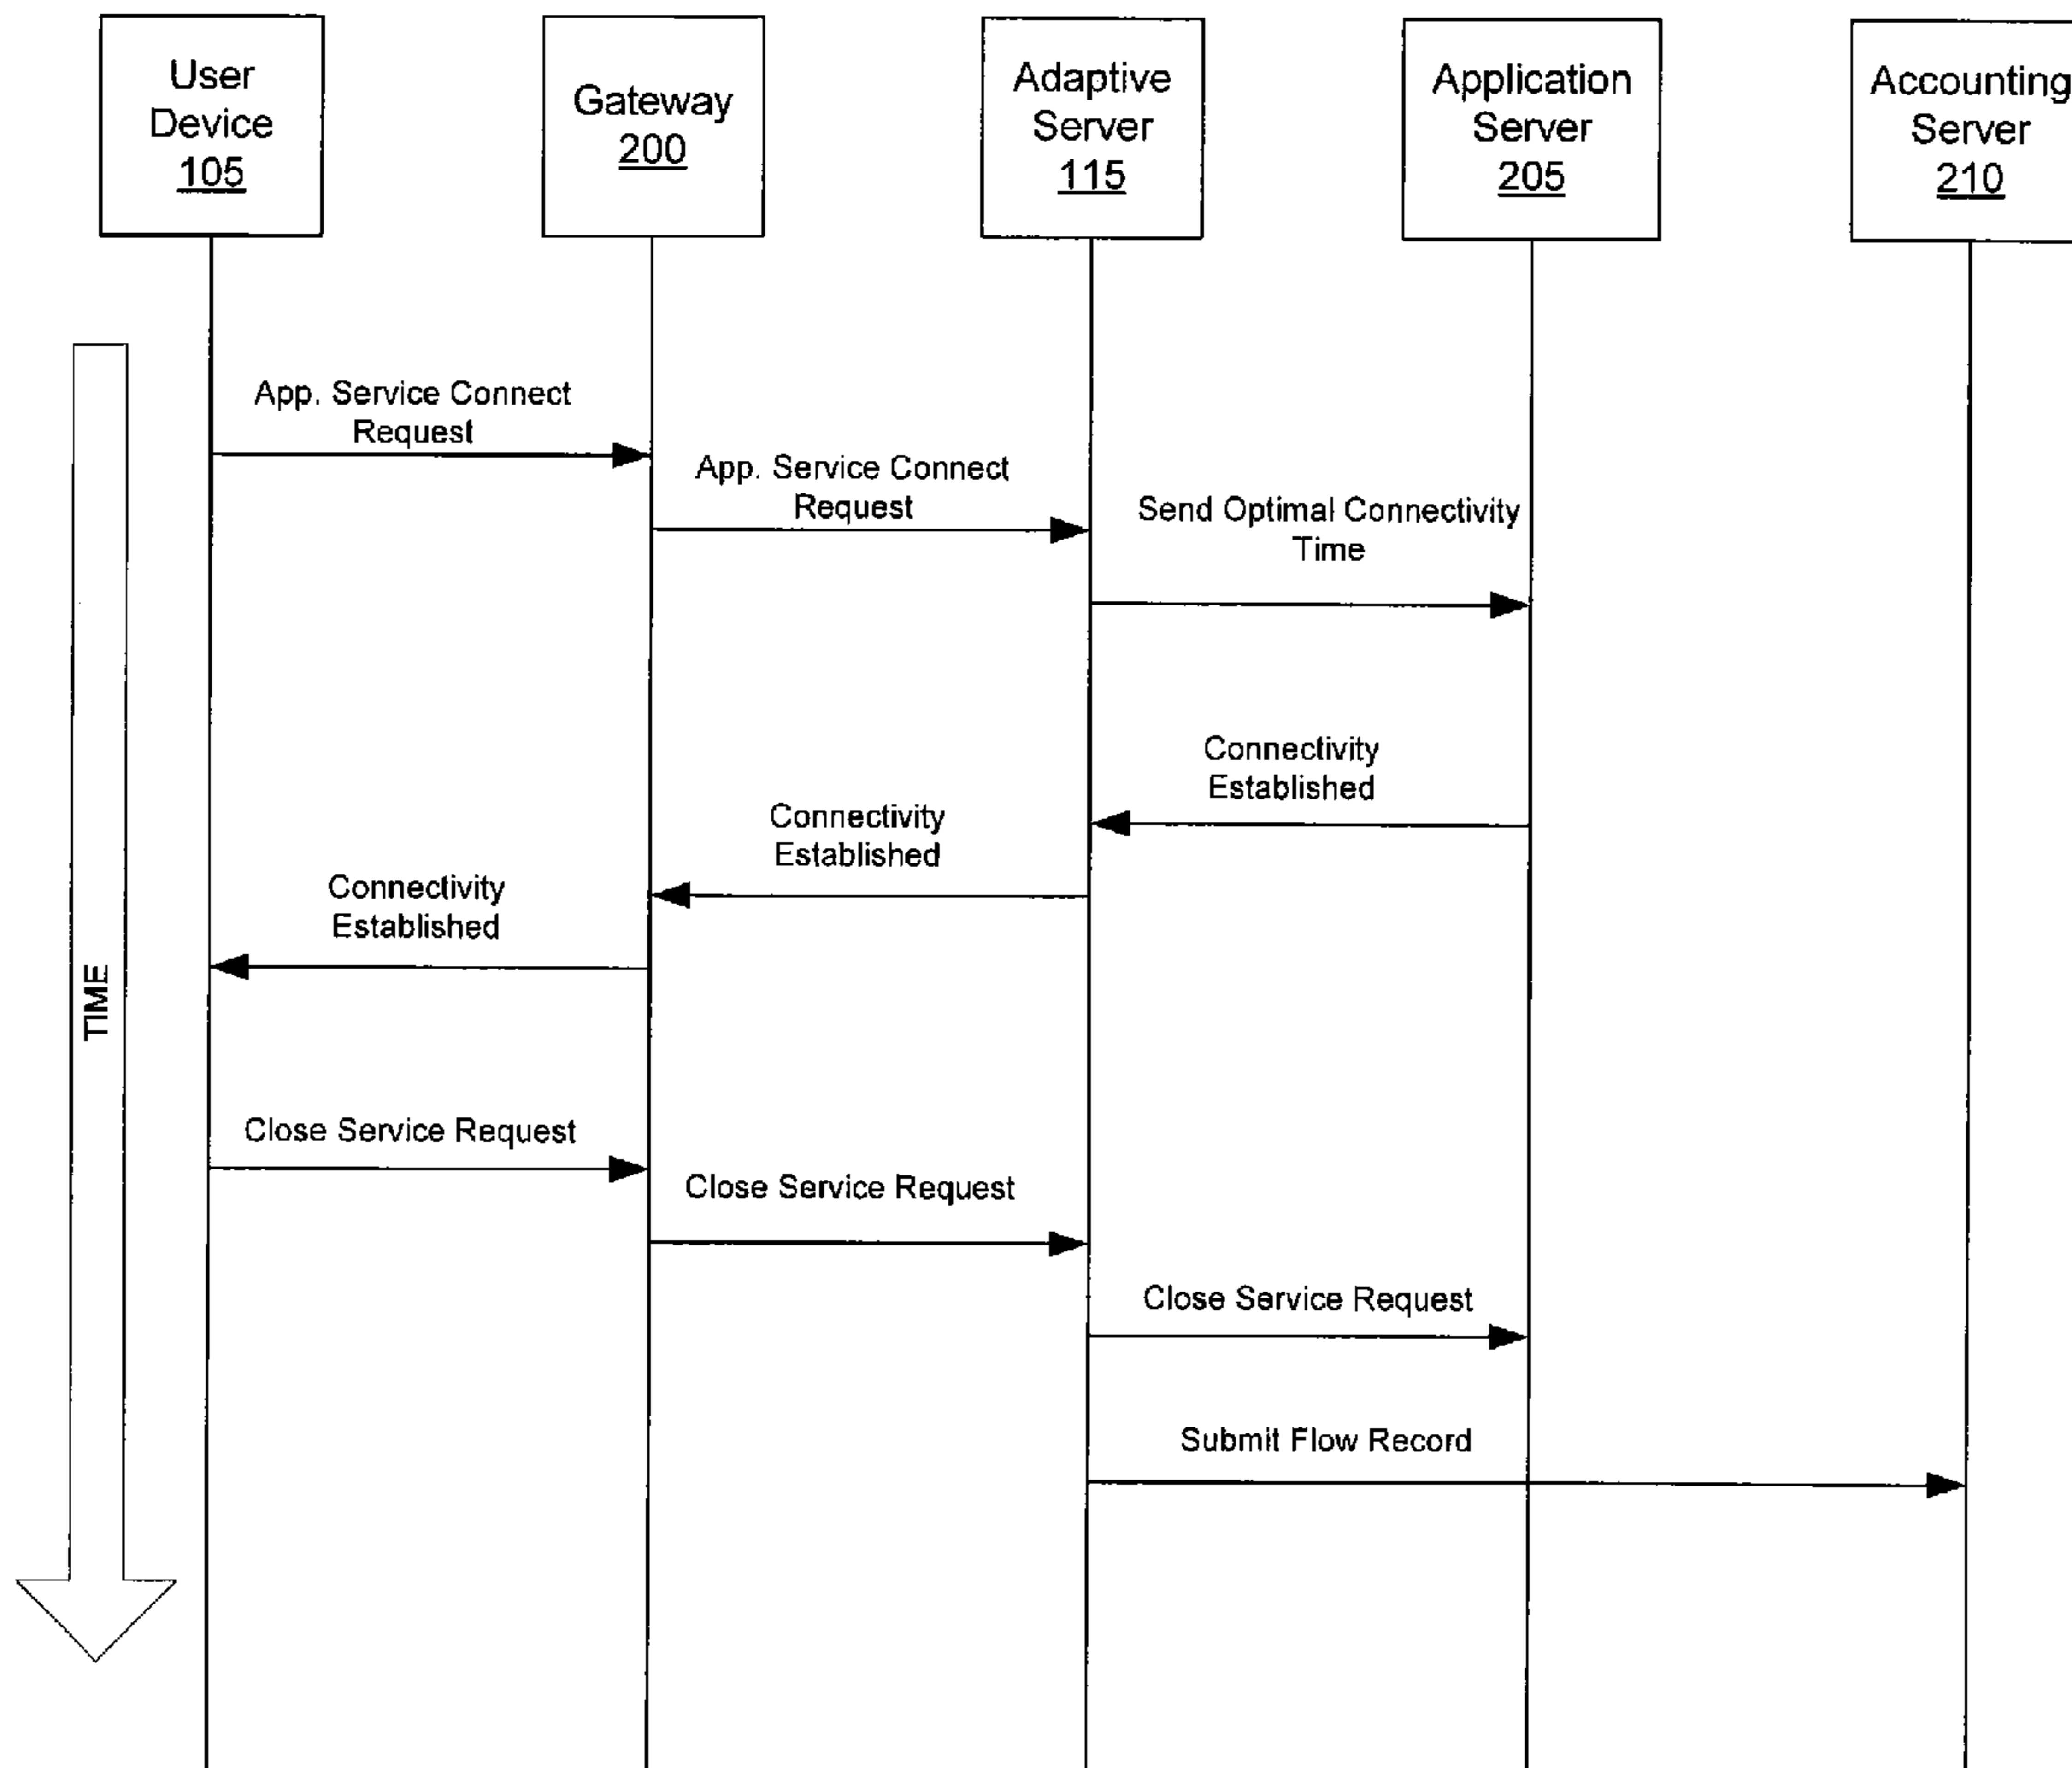 User
Device
105
Gateway
200
Adaptive
Server
115
Application
Server
205
Accounting
Server
210
App. Service Connect
Request
App. Service Connect
Request
Send Optimal Connectivity
Time
Connectivity
Established
Connectivity
Established
Connectivity
Established
TIME
Close Service Request
Close Service Request
Close Service Request
Submit Flow Record